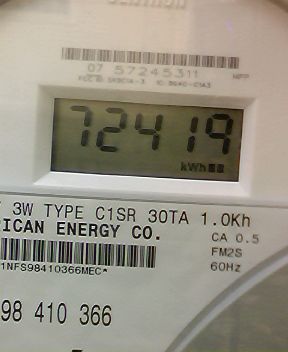 07 57245311
72419
kWh
3W TYPE C1SR 30TA 1.0Kh
RICAN ENERGY CO.
CA 0.5
FM2S
60Hz
1NFS98410366MEC*
98 410 366